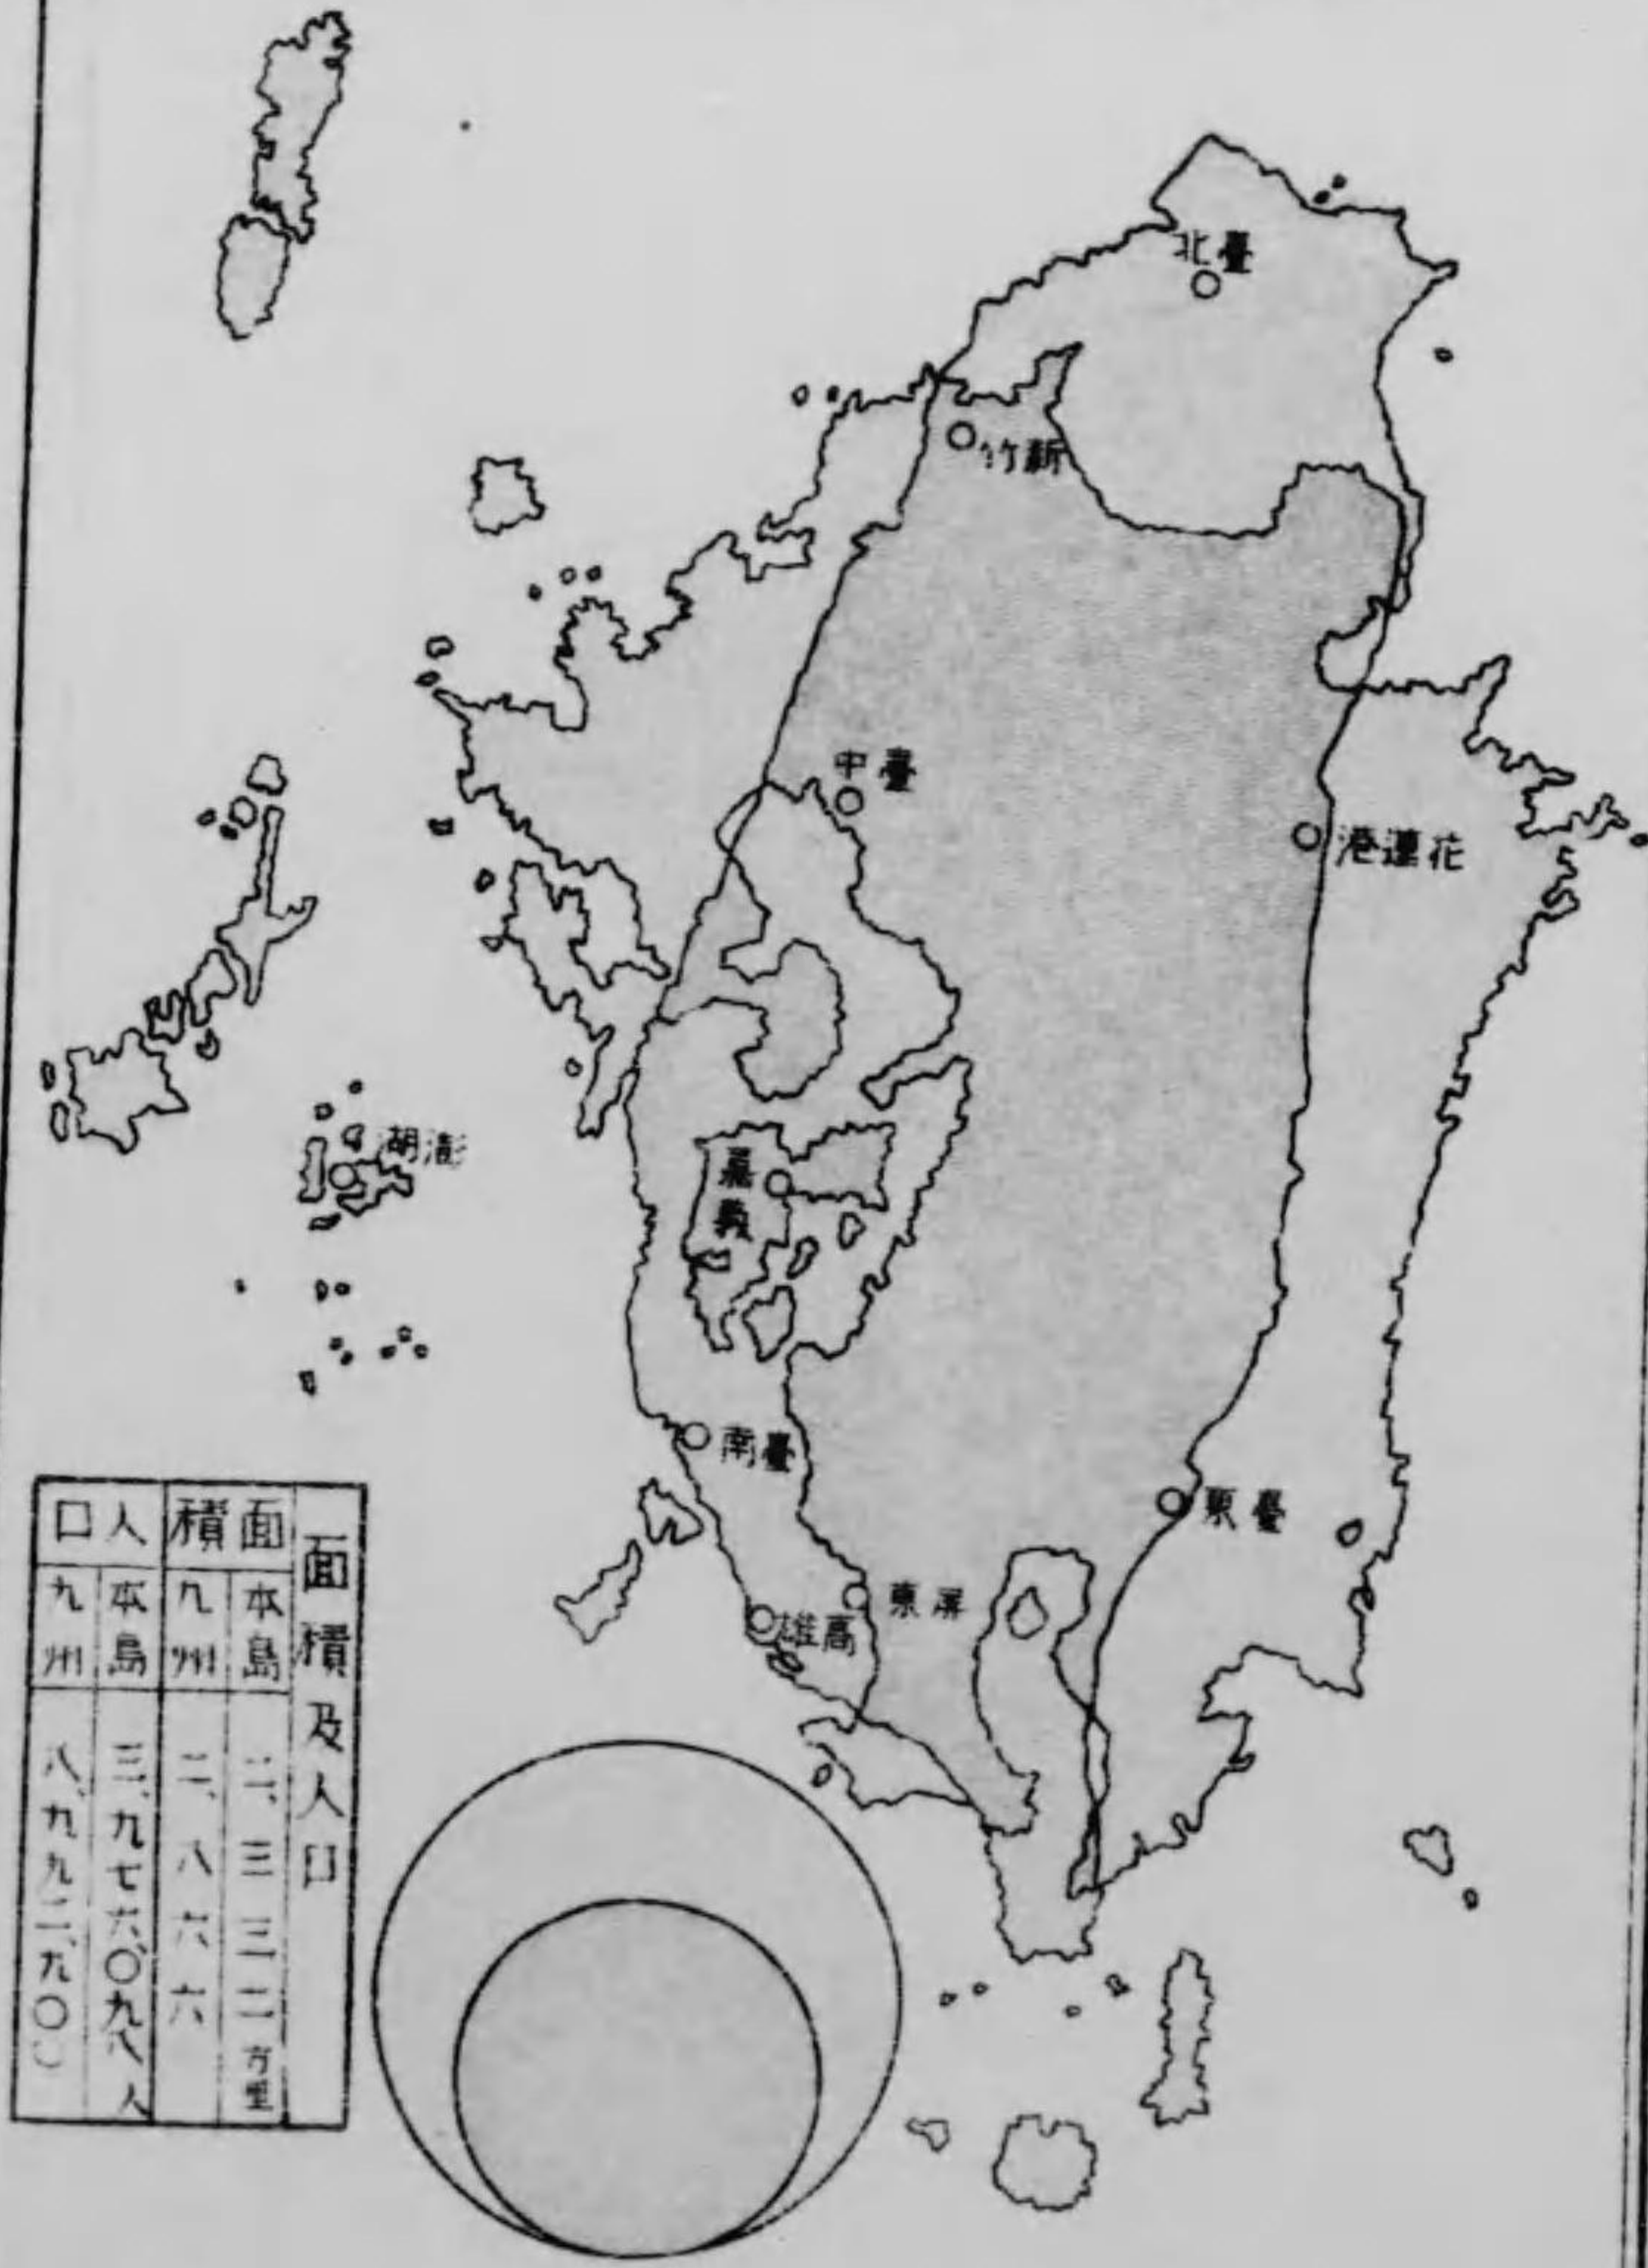 北臺
竹新
中臺
港蓮花
湖澎
嘉義
南臺
東臺
東屏
雄高
面積及人口
面積
本島 二、三三二方里
九州 二、八六六
人口
本島 三、九七六、〇九八人
九州 八、九九二、九〇